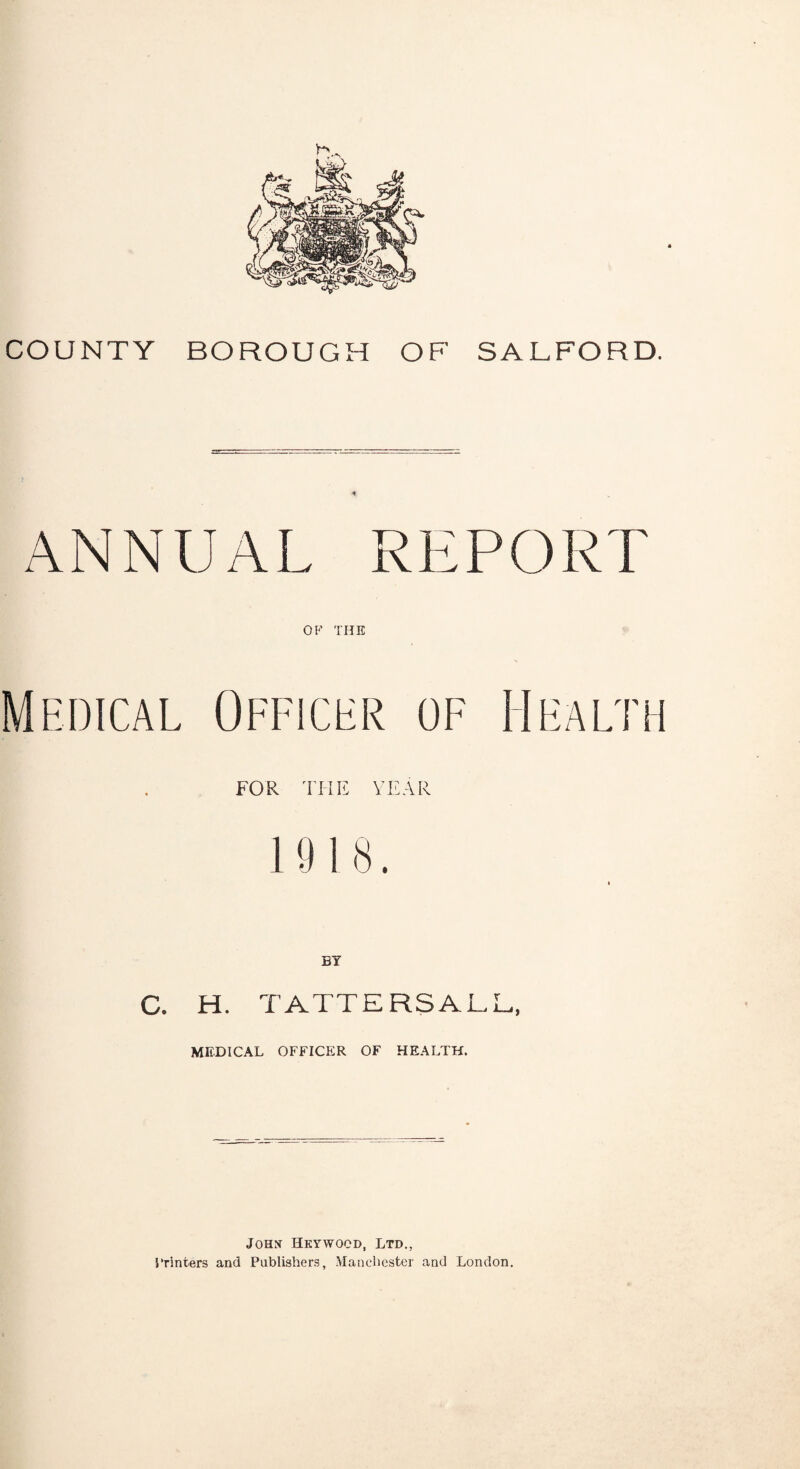 COUNTY BOROUGH OF SALFORD.
ANNUAL REPORT
OF THE
MEDICAL OFFICER OF HEALTH
FOR THE YEAR
1918.
BY
C. H. TATTERSALL,
MEDICAL OFFICER OF HEALTH.
JOHN HEYWOOD, LTD.,
Printers and Publishers, Manchester and London.